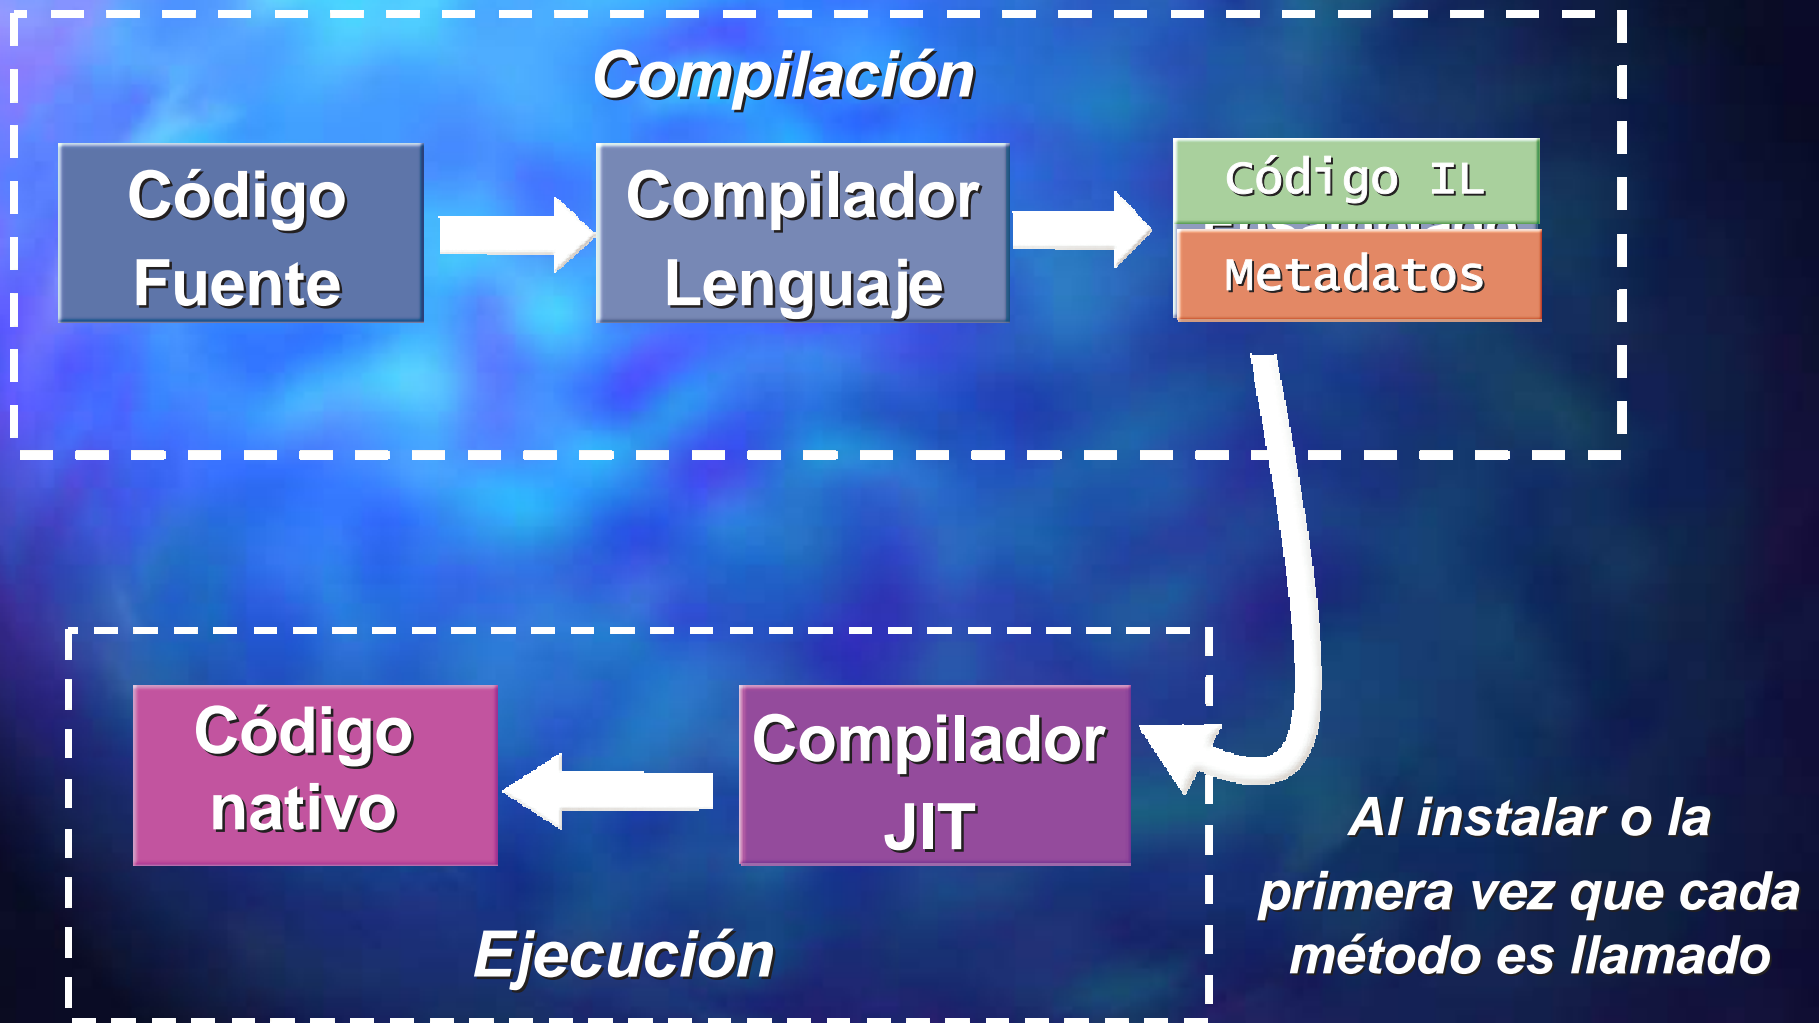 Compilación
Código
Fuente
Compilador
Lenguaje
Código IL
Metadatos
Código
nativo
Compilador
JIT
Ejecución
Al instalar o la
primera vez que cada
método es llamado